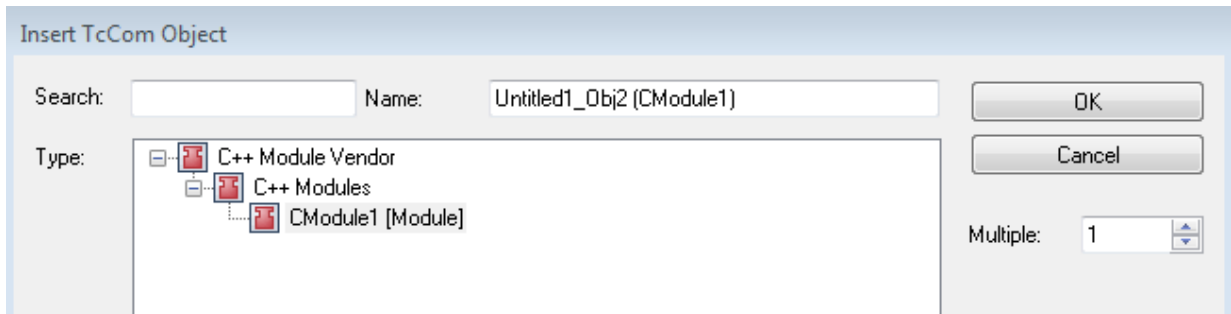 Insert TcCom Object
Search: Name: Untitled1_Obj2 (CModule1) OK
Type: C++ Module Vendor Cancel
C++ Modules
CModule1 [Module]
Multiple: 1